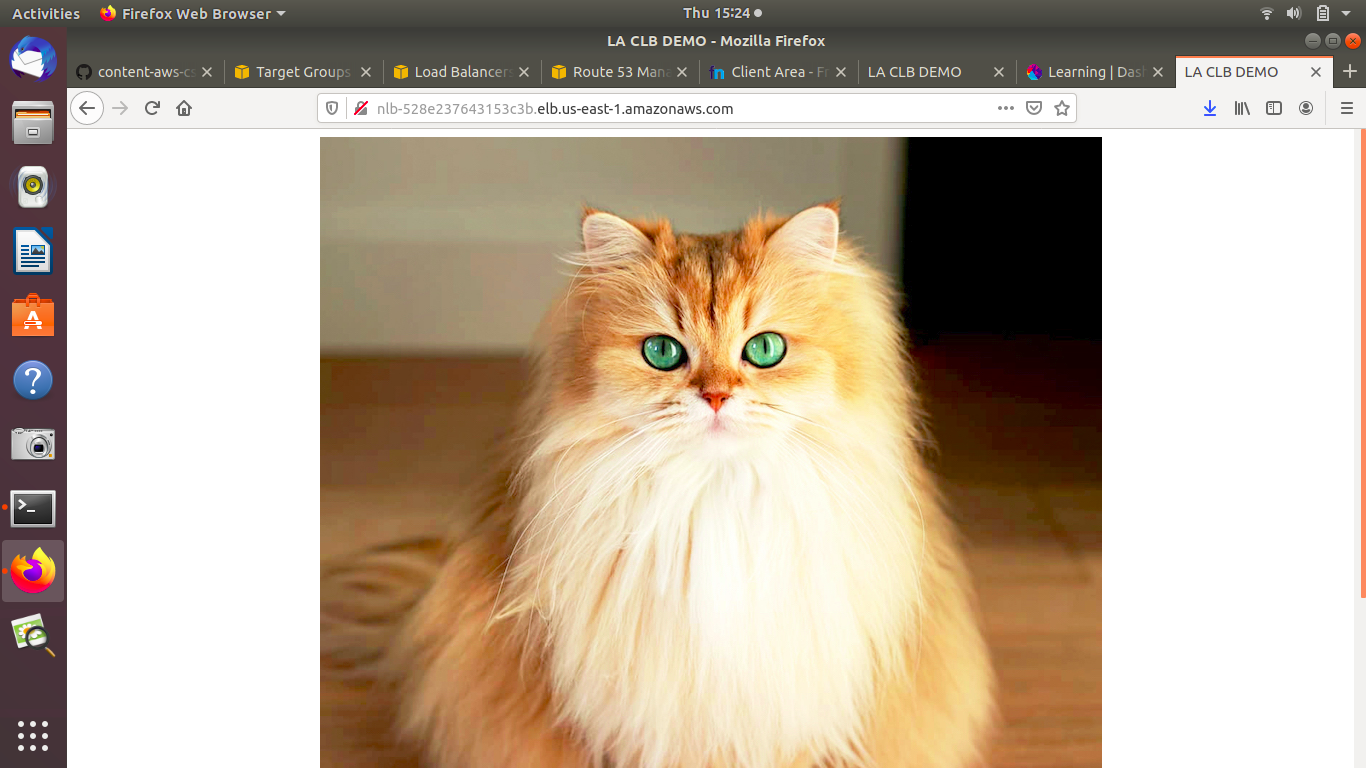 Activities Firefox Web Browser Thu 15:24
LA CLB DEMO - Mozilla Firefox
content-aws-cs Target Groups Load Balancers Route 53 Mana Client Area - Fr LA CLB DEMO Learning | Das LA CLB DEMO
nlb-528e237643153c3b.elb.us-east-1.amazonaws.com